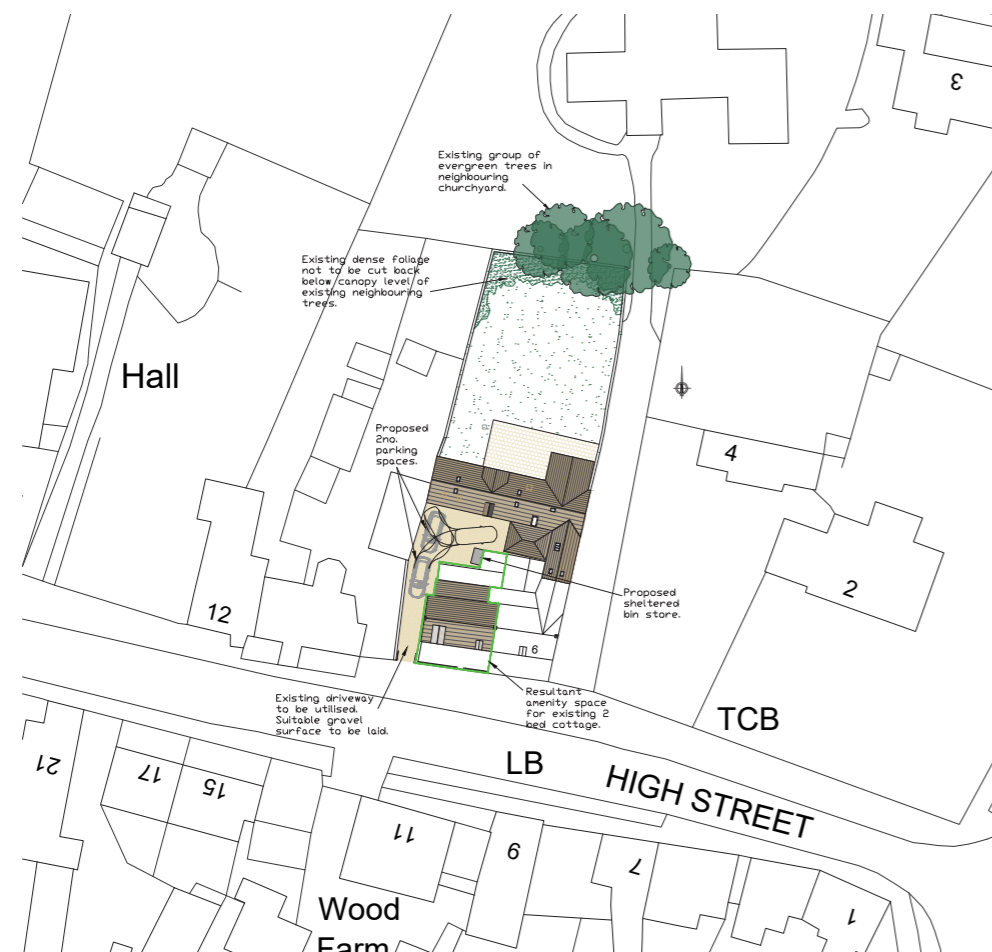 3
Existing group of
evergreen trees in
neighbouring
churchyard.
Existing dense foliage
not to be cut back
below canopy level of
existing neighbouring
trees.
Hall
Proposed
2no.
parking
spaces.
4
2
12
Proposed
sheltered
bin store.
6
Existing driveway
to be utilised.
Suitable gravel
surface to be laid.
Resultant
amenity space
for existing 2
bed cottage.
TCB
LB
HIGH STREET
21
17
15
11
9
7
1
Wood
Farm